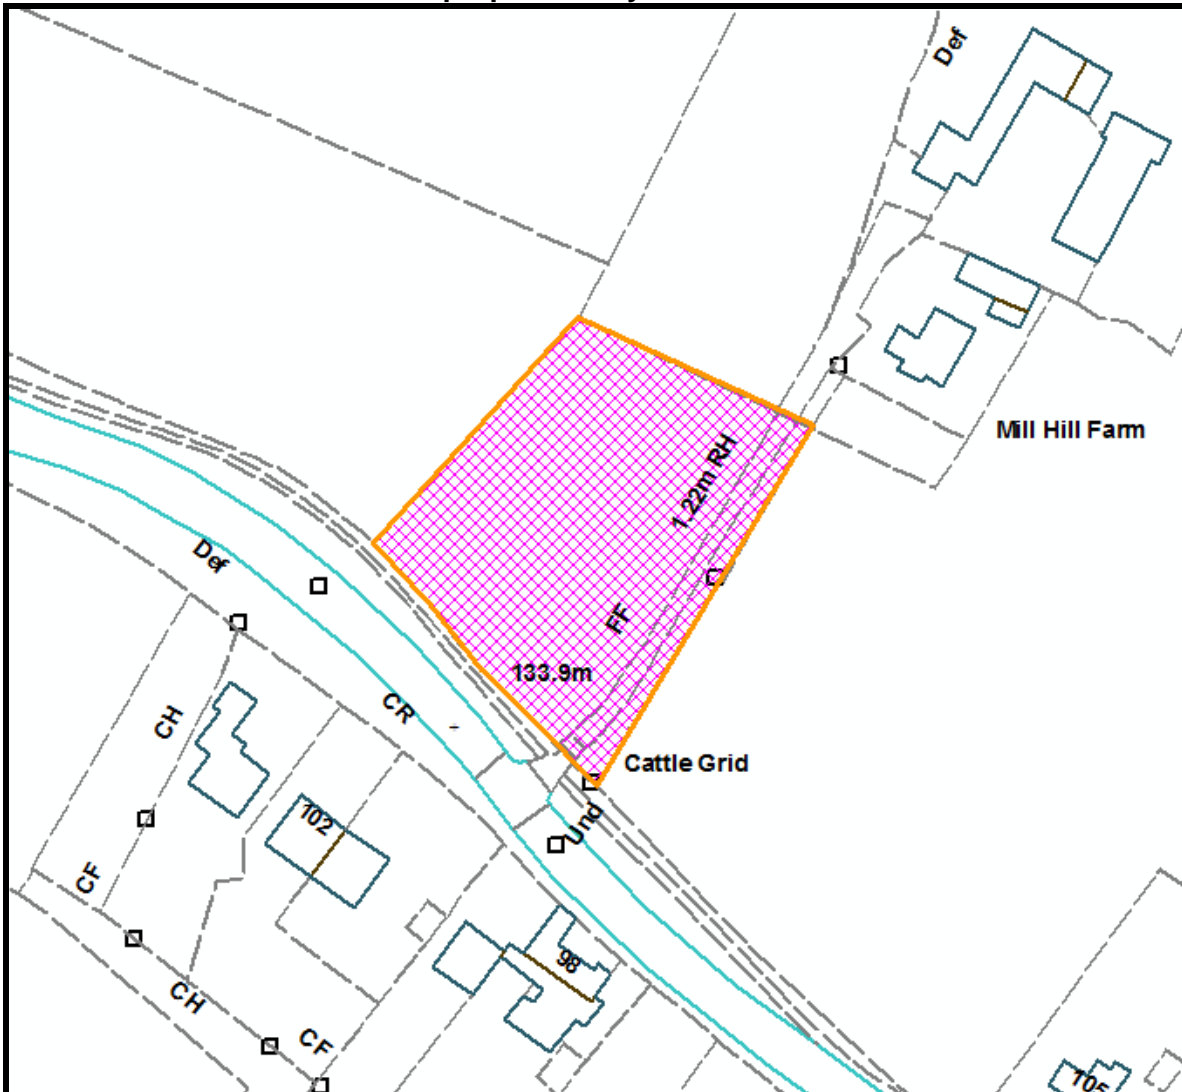 Def
Mill Hill Farm
1.22m RH
Def
FF
133.9m
CR
CH
Cattle Grid
102
Und
CF
98
CH
CF